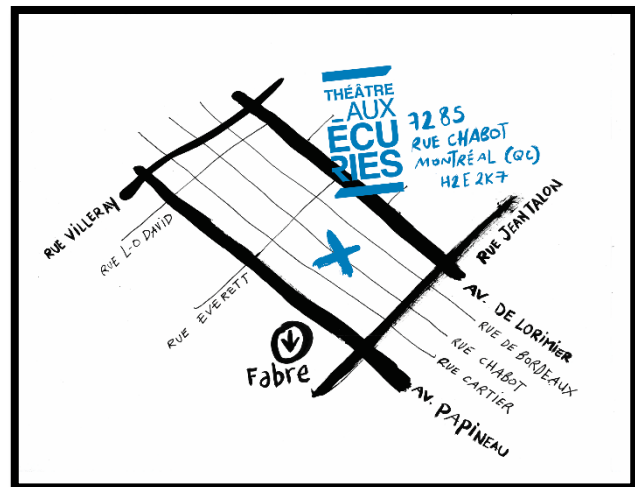 THÉÂTRE
AUX
ÉCU
RIES
7285
RUE CHABOT
MONTRÉAL (QC)
H2E 2K7
RUE VILLERAY
RUE L-O DAVID
RUE EVERETT
RUE JEAN TALON
AV. DE LORIMIER
RUE DE BORDEAUX
RUE CHABOT
RUE CARTIER
AV. PAPINEAU
Fabre